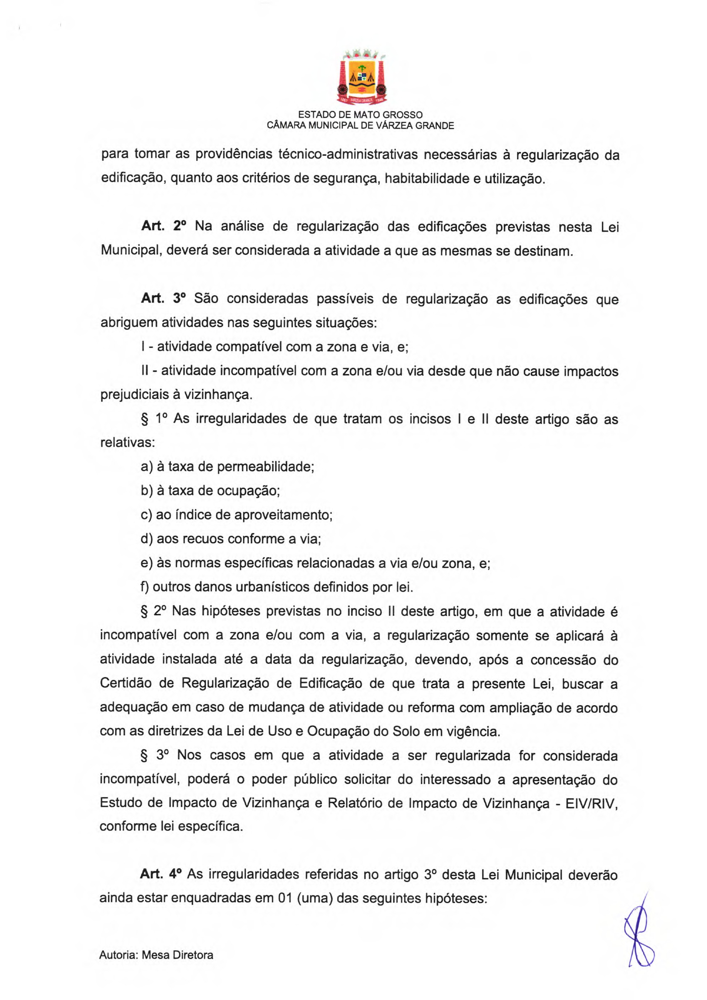 1867 VÁRZEA GRANDE 1948
ESTADO DE MATO GROSSO
CÂMARA MUNICIPAL DE VÁRZEA GRANDE
para tomar as providências técnico-administrativas necessárias à regularização da
edificação, quanto aos critérios de segurança, habitabilidade e utilização.
Art. 2º Na análise de regularização das edificações previstas nesta Lei
Municipal, deverá ser considerada a atividade a que as mesmas se destinam.
Art. 3º São consideradas passíveis de regularização as edificações que
abriguem atividades nas seguintes situações:
I - atividade compatível com a zona e via, e;
II - atividade incompatível com a zona e/ou via desde que não cause impactos
prejudiciais à vizinhança.
§ 1º As irregularidades de que tratam os incisos I e II deste artigo são as
relativas:
a) à taxa de permeabilidade;
b) à taxa de ocupação;
c) ao índice de aproveitamento;
d) aos recuos conforme a via;
e) às normas específicas relacionadas a via e/ou zona, e;
f) outros danos urbanísticos definidos por lei.
§ 2º Nas hipóteses previstas no inciso II deste artigo, em que a atividade é
incompatível com a zona e/ou com a via, a regularização somente se aplicará à
atividade instalada até a data da regularização, devendo, após a concessão do
Certidão de Regularização de Edificação de que trata a presente Lei, buscar a
adequação em caso de mudança de atividade ou reforma com ampliação de acordo
com as diretrizes da Lei de Uso e Ocupação do Solo em vigência.
§ 3º Nos casos em que a atividade a ser regularizada for considerada
incompatível, poderá o poder público solicitar do interessado a apresentação do
Estudo de Impacto de Vizinhança e Relatório de Impacto de Vizinhança - EIV/RIV,
conforme lei específica.
Art. 4º As irregularidades referidas no artigo 3º desta Lei Municipal deverão
ainda estar enquadradas em 01 (uma) das seguintes hipóteses:
Autoria: Mesa Diretora